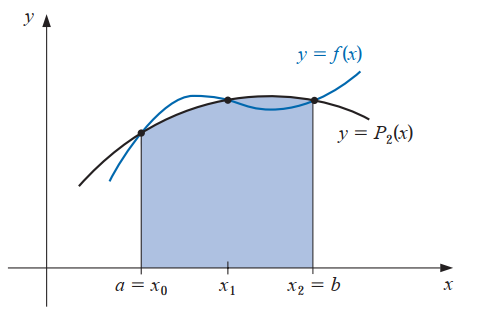 y
y = f(x)
y = P₂(x)
a = x₀
x₁
x₂ = b
x